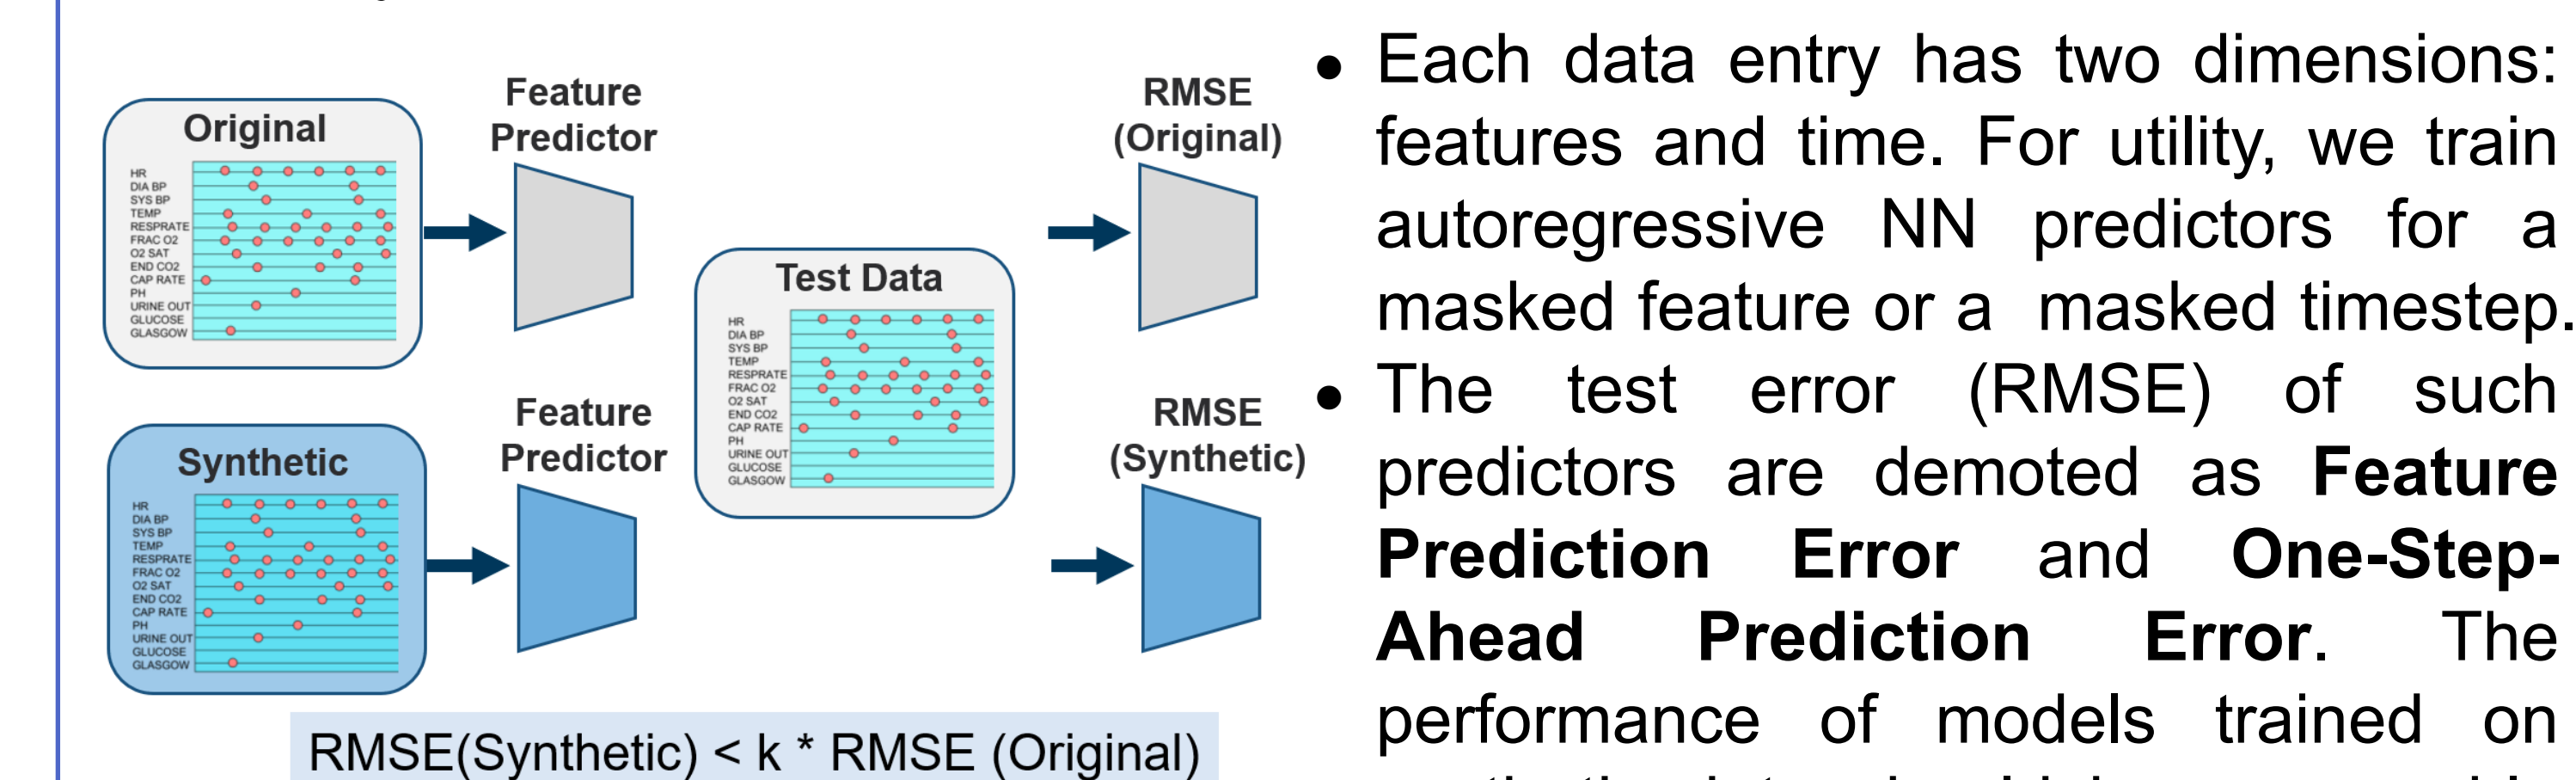 Original
HR
DIA BP
SYS BP
TEMP
RESPRATE
FRAC O2
O2 SAT
END CO2
CAP RATE
PH
URINE OUT
GLUCOSE
GLASGOW
Feature
Predictor
Synthetic
HR
DIA BP
SYS BP
TEMP
RESPRATE
FRAC O2
O2 SAT
END CO2
CAP RATE
PH
URINE OUT
GLUCOSE
GLASGOW
Feature
Predictor
Test Data
HR
DIA BP
SYS BP
TEMP
RESPRATE
FRAC O2
O2 SAT
END CO2
CAP RATE
PH
URINE OUT
GLUCOSE
GLASGOW
RMSE
(Original)
RMSE
(Synthetic)
RMSE(Synthetic) < k * RMSE (Original)
• Each data entry has two dimensions:
features and time. For utility, we train
autoregressive NN predictors for a
masked feature or a masked timestep.
• The test error (RMSE) of such
predictors are demoted as Feature
Prediction Error and One-Step-
Ahead Prediction Error. The
performance of models trained on